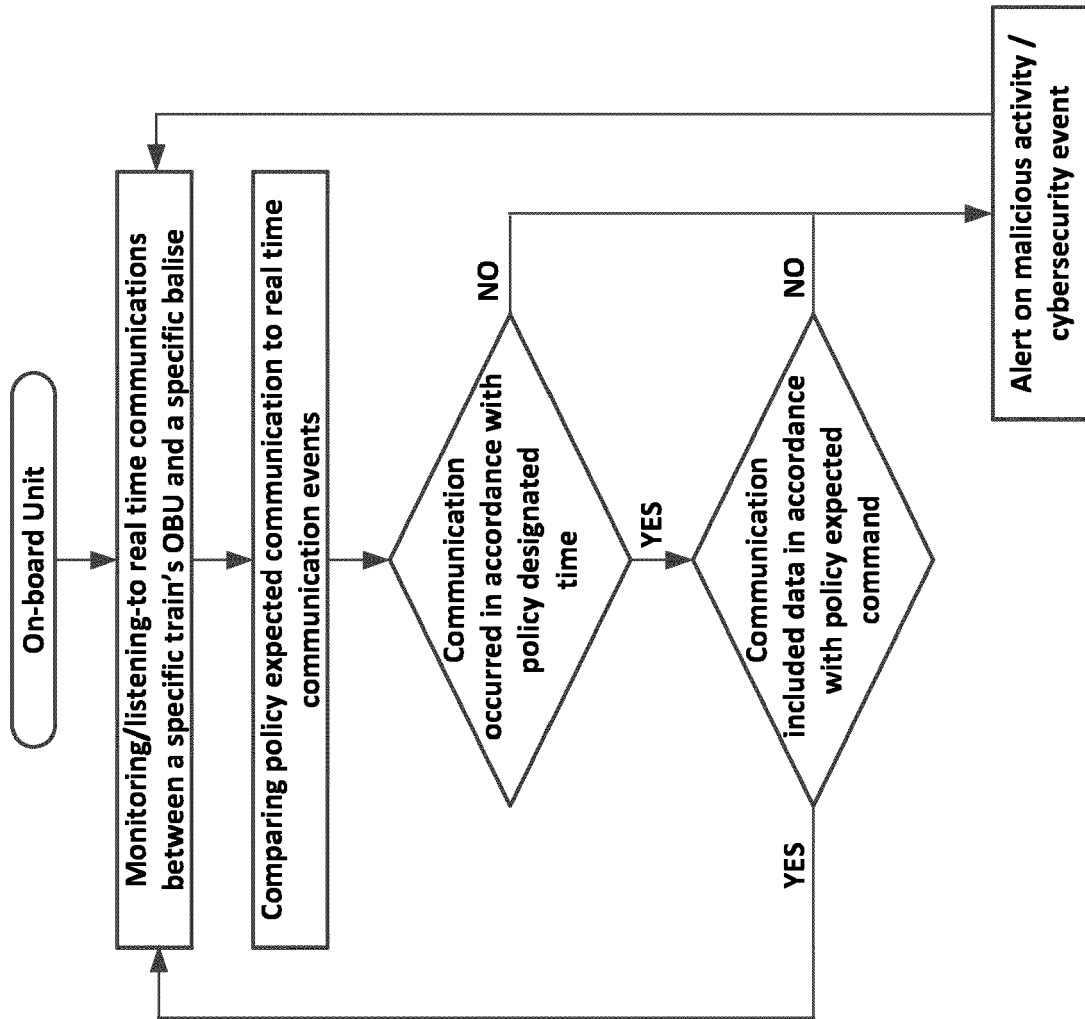 On-board Unit
Monitoring/listening-to real time communications
between a specific train's OBU and a specific balise
Comparing policy expected communication to real time
communication events
Communication
occurred in accordance with
policy designated
time
NO
YES
Communication
included data in accordance
with policy expected
command
NO
YES
Alert on malicious activity /
cybersecurity event